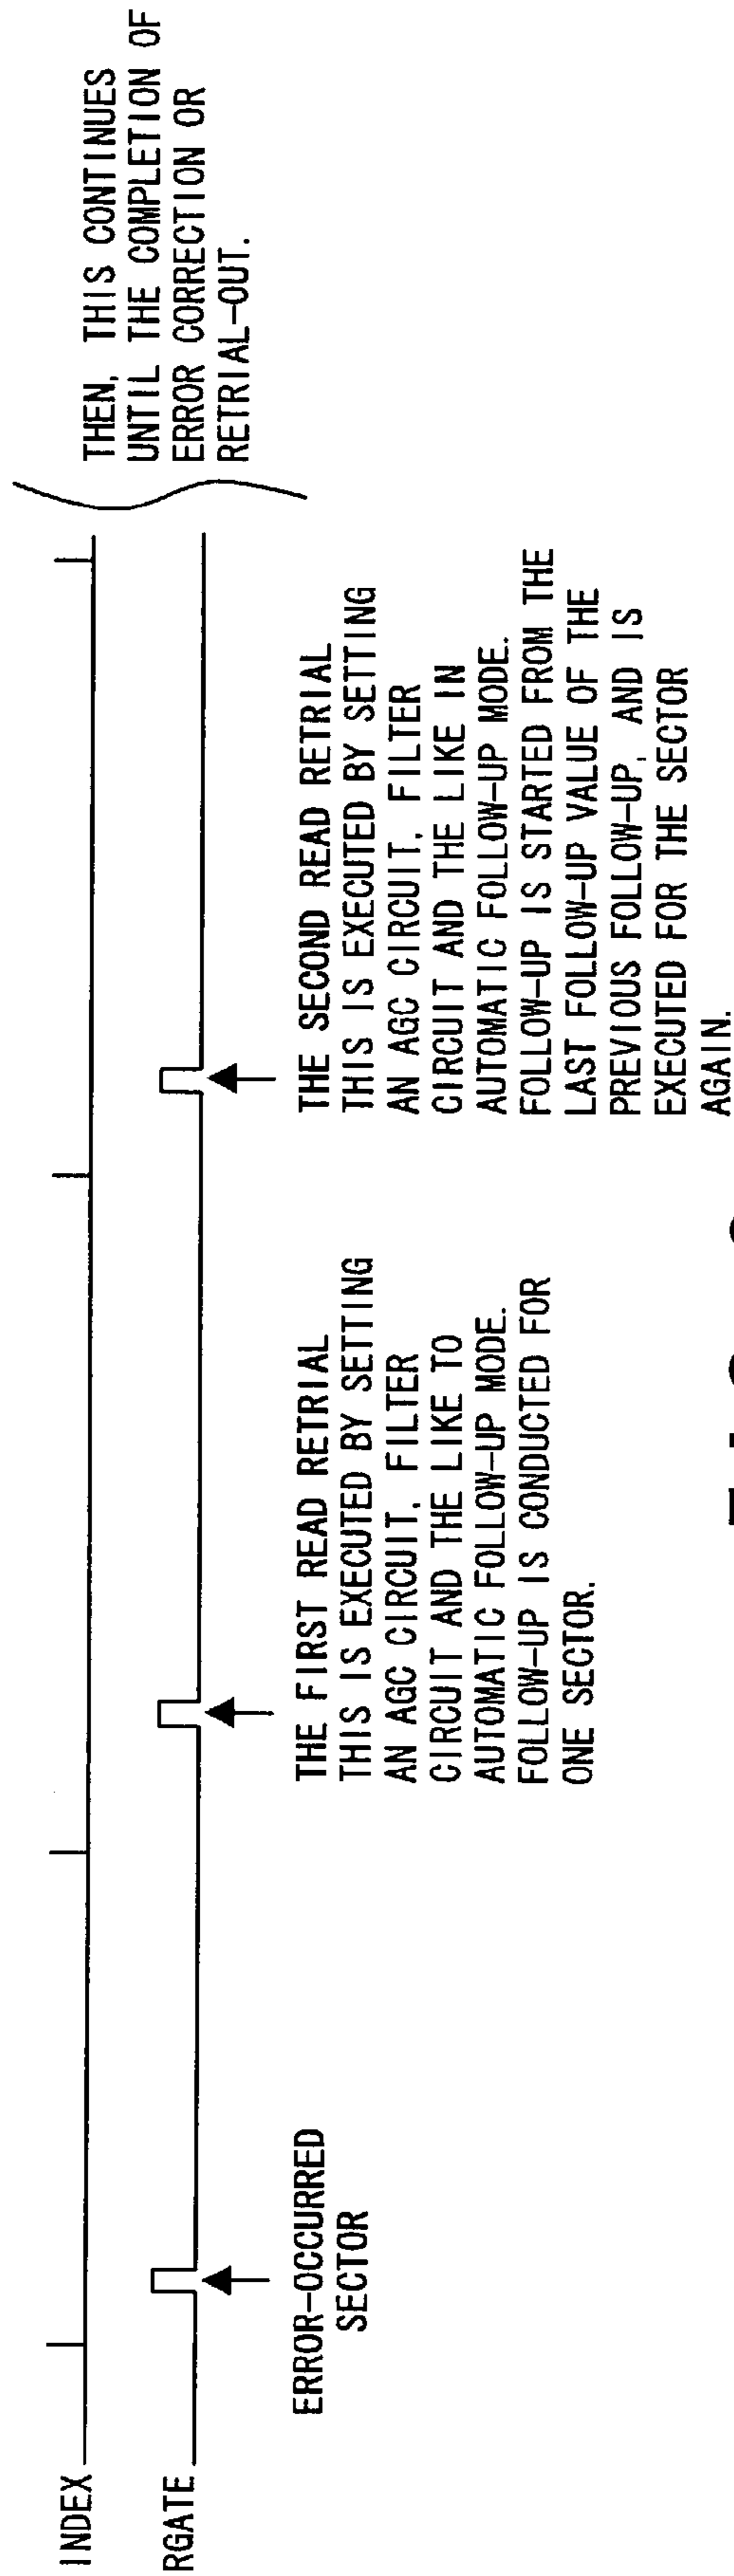 INDEX
RGATE
ERROR-OCCURRED
SECTOR
THE FIRST READ RETRIAL
THIS IS EXECUTED BY SETTING
AN AGC CIRCUIT, FILTER
CIRCUIT AND THE LIKE TO
AUTOMATIC FOLLOW-UP MODE.
FOLLOW-UP IS CONDUCTED FOR
ONE SECTOR.
THE SECOND READ RETRIAL
THIS IS EXECUTED BY SETTING
AN AGC CIRCUIT, FILTER
CIRCUIT AND THE LIKE IN
AUTOMATIC FOLLOW-UP MODE.
FOLLOW-UP IS STARTED FROM THE
LAST FOLLOW-UP VALUE OF THE
PREVIOUS FOLLOW-UP, AND IS
EXECUTED FOR THE SECTOR
AGAIN.
THEN, THIS CONTINUES
UNTIL THE COMPLETION OF
ERROR CORRECTION OR
RETRIAL-OUT.